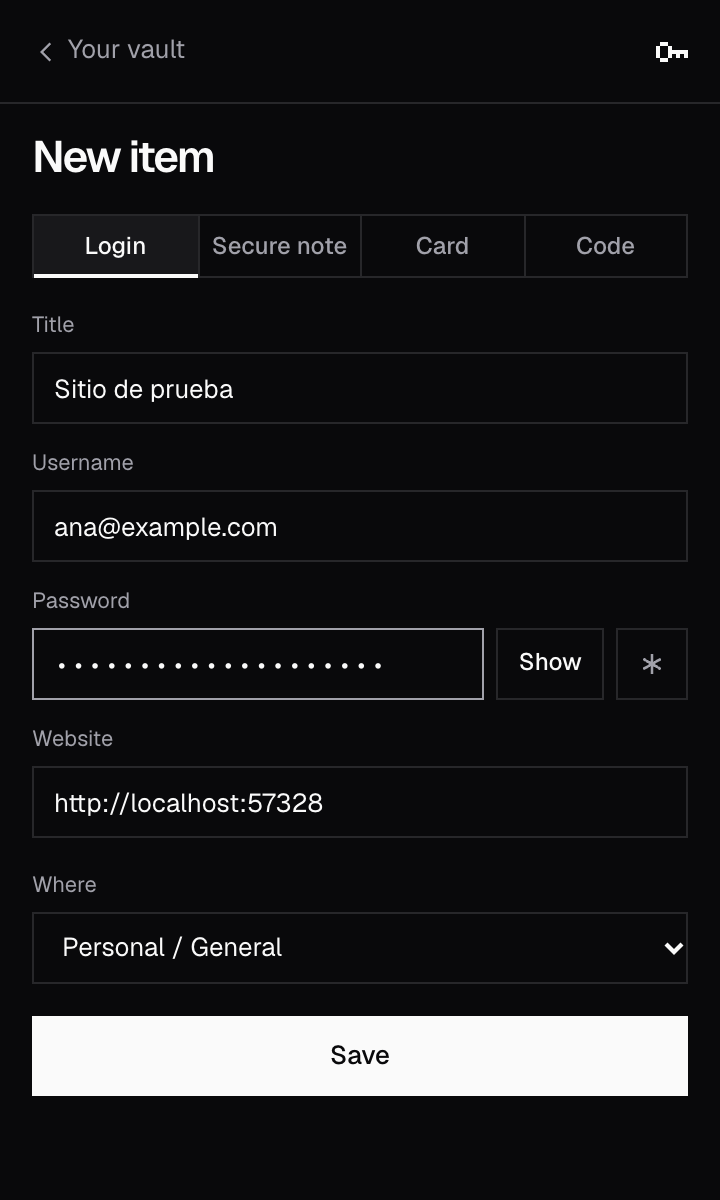 Your vault
New item
Login Secure note Card Code
Title
Sitio de prueba
Username
ana@example.com
Password
•••••••••••••••••••• Show *
Website
http://localhost:57328
Where
Personal / General
Save